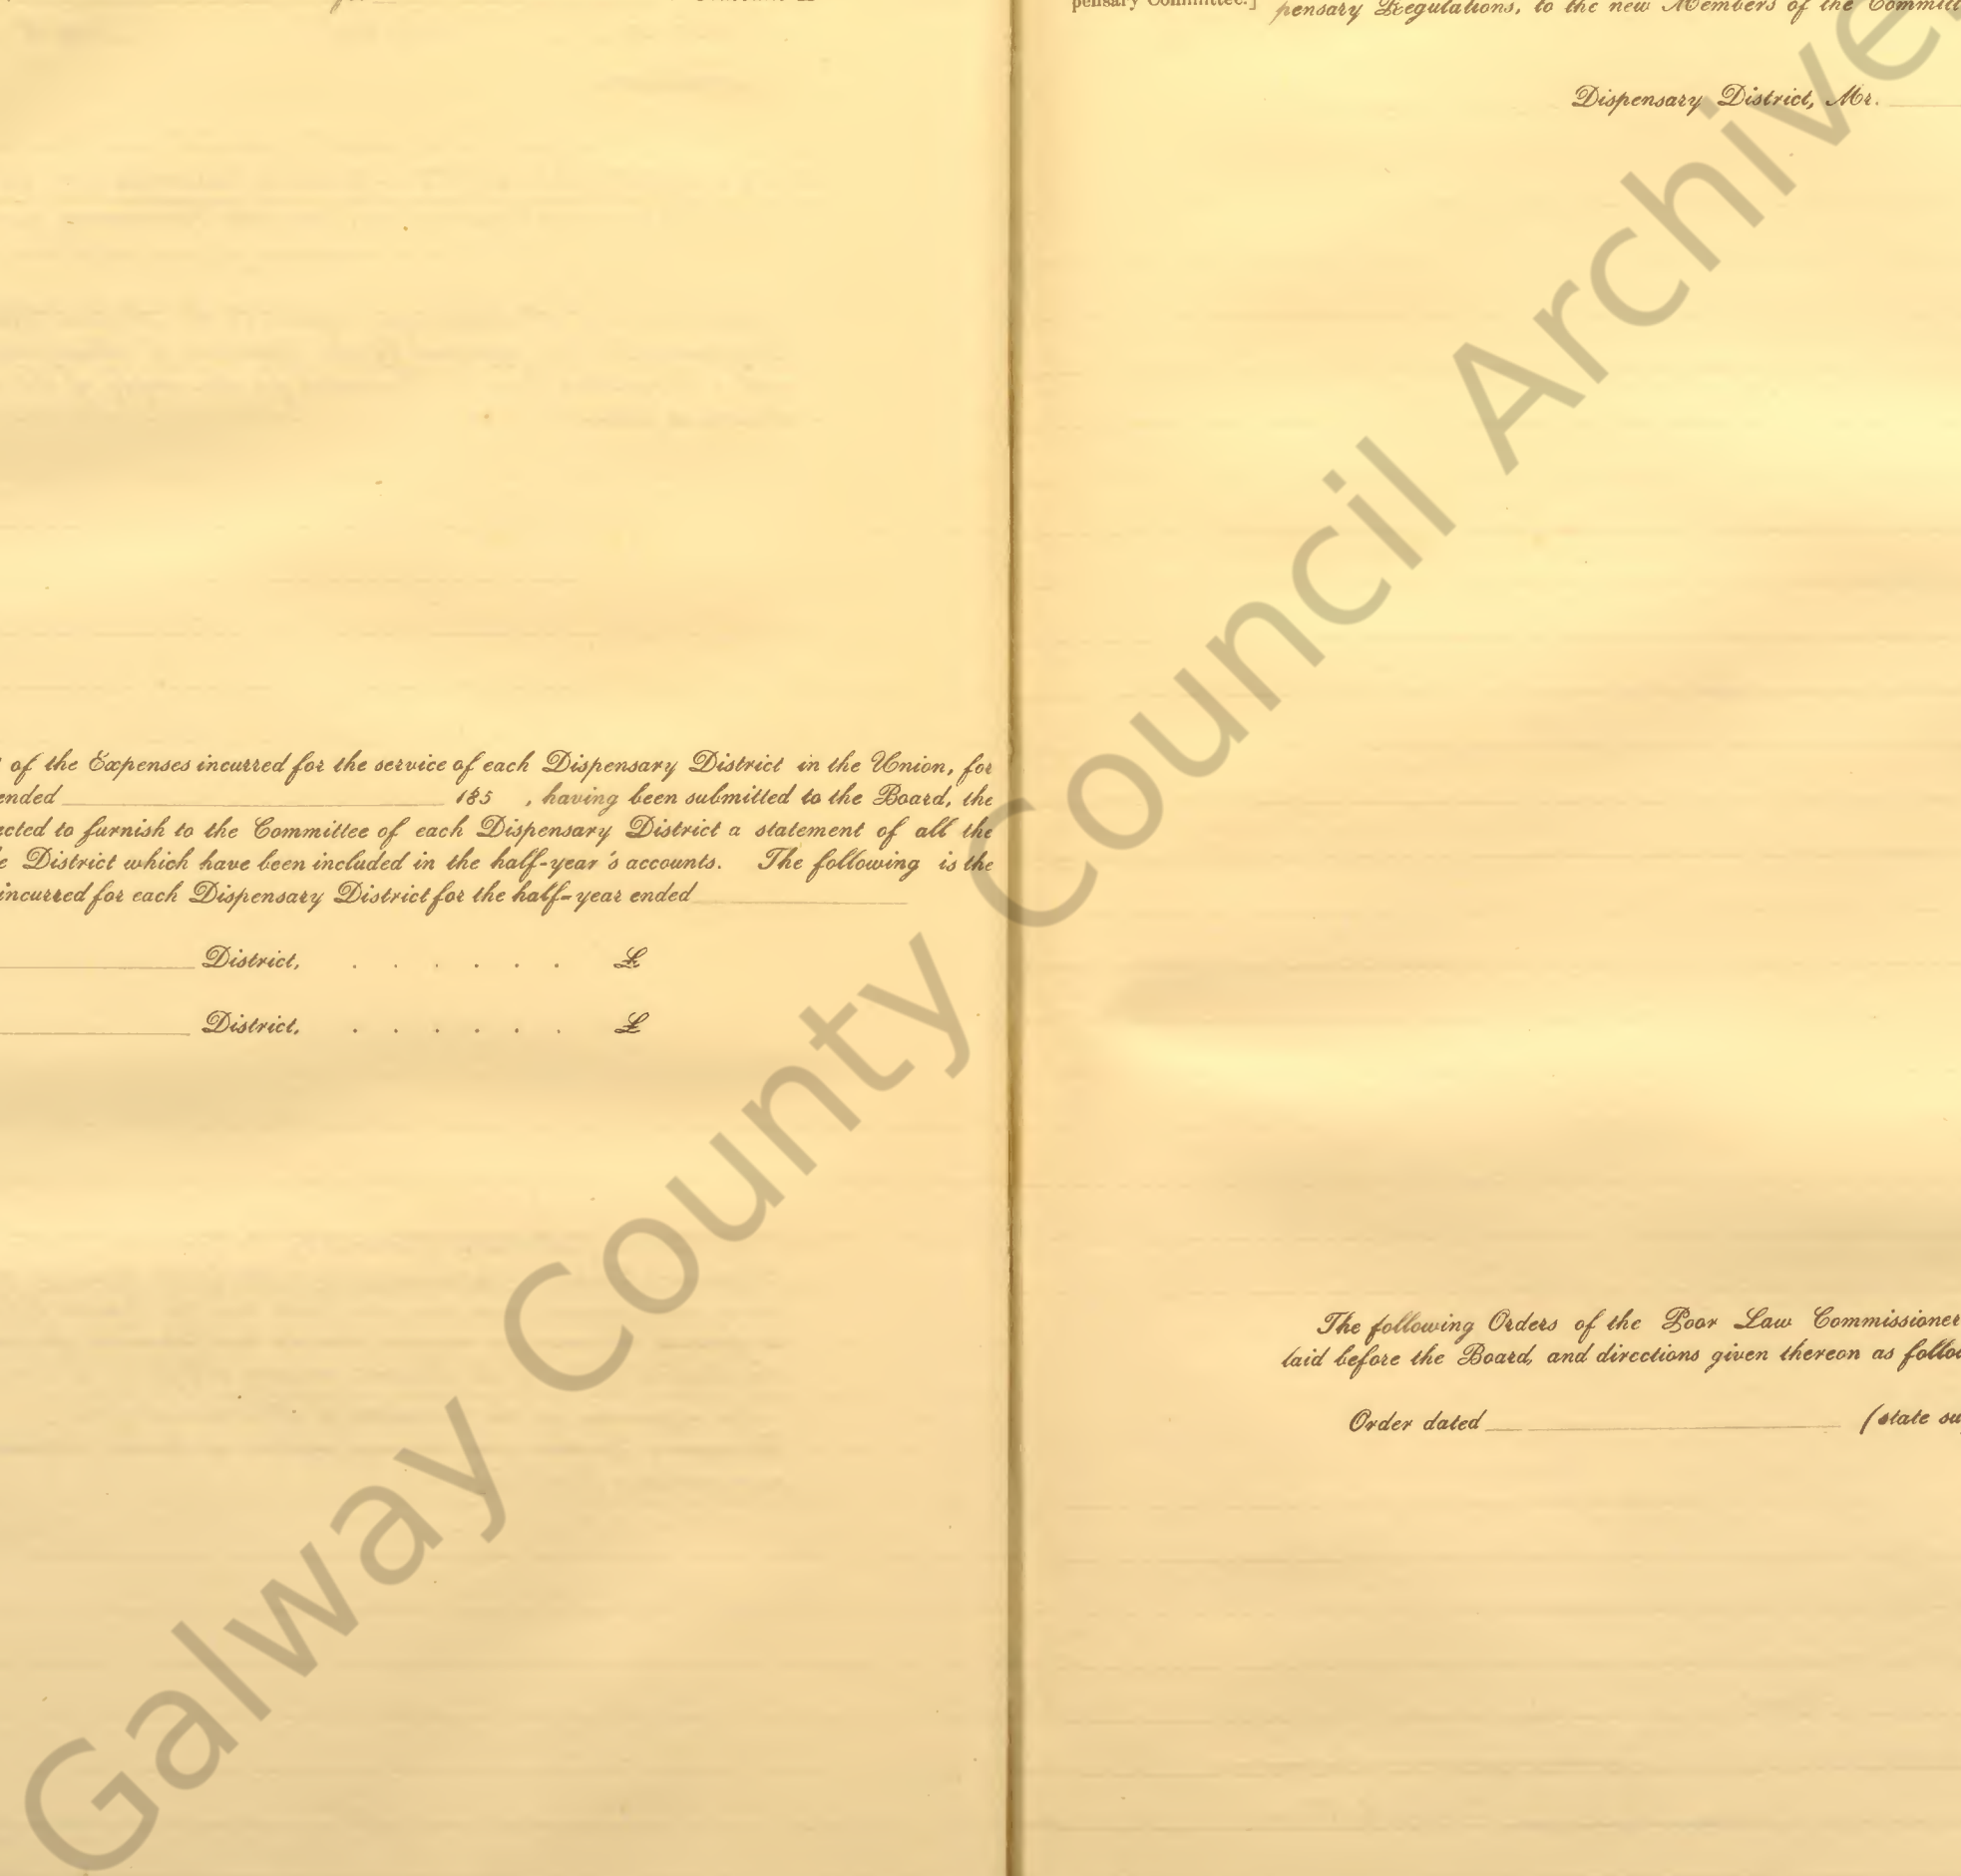 of the Expenses incurred for the service of each Dispensary District in the Union, for
ended 185 , having been submitted to the Board, the
cted to furnish to the Committee of each Dispensary District a statement of all the
District which have been included in the half-year's accounts. The following is the
incurred for each Dispensary District for the half-year ended
District, . . . . . . £
District, . . . . . . £
pensary Committee.]
pensary Regulations, to the new Members of the Committ
Dispensary District, Mr.
The following Orders of the Poor Law Commissioner
laid before the Board, and directions given thereon as follo
Order dated (state su
Galway County Council Archive